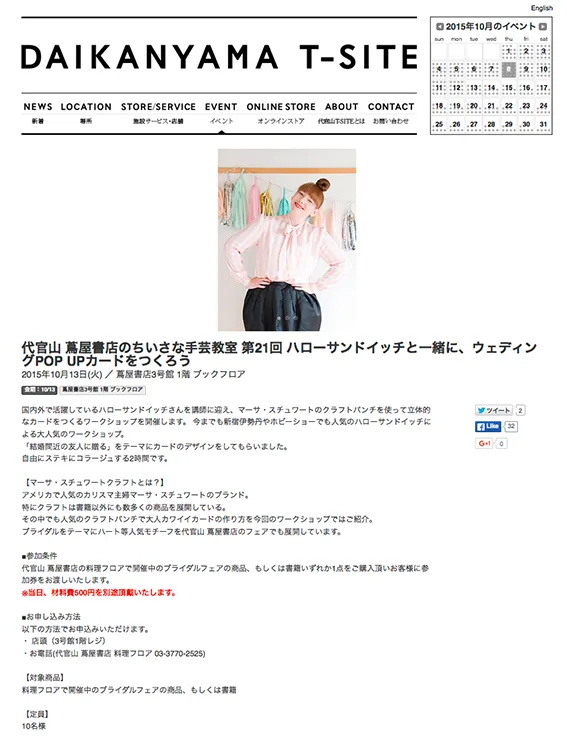 English
DAIKANYAMA T-SITE
NEWS LOCATION STORE/SERVICE EVENT ONLINE STORE ABOUT CONTACT
新着 場所 施設サービス・店舗 イベント オンラインストア 代官山T-SITEとは お問い合わせ
2015年10月のイベント
sun mon tue wed thu fri sat
1 2 3
4 5 6 7 8 9 10
11 12 13 14 15 16 17
18 19 20 21 22 23 24
25 26 27 28 29 30 31
代官山 蔦屋書店のちいさな手芸教室 第21回 ハローサンドイッチと一緒に、ウェディン
グPOP UPカードをつくろう
2015年10月13日(火) ／ 蔦屋書店3号館 1階 ブックフロア
会期：10/13 蔦屋書店3号館 1階 ブックフロア
国内外で活躍しているハローサンドイッチさんを講師に迎え、マーサ・スチュワートのクラフトパンチを使って立体的
なカードをつくるワークショップを開催します。 今までも新宿伊勢丹やホビーショーでも人気のハローサンドイッチに
よる大人気のワークショップ。
「結婚間近の友人に贈る」をテーマにカードのデザインをしてもらいました。
自由にステキにコラージュする2時間です。
ツイート 2
Like 32
G+1 0
【マーサ・スチュワートクラフトとは？】
アメリカで人気のカリスマ主婦マーサ・スチュワートのブランド。
特にクラフトは書籍以外にも数多くの商品を展開している。
その中でも人気のクラフトパンチで大人カワイイカードの作り方を今回のワークショップではご紹介。
ブライダルをテーマにハート等人気モチーフを代官山 蔦屋書店のフェアでも展開しています。
■参加条件
代官山 蔦屋書店の料理フロアで開催中のブライダルフェアの商品、もしくは書籍いずれか1点をご購入頂いお客様に参
加券をお渡しいたします。
※当日、材料費500円を別途頂戴いたします。
■お申し込み方法
以下の方法でお申込みいただけます。
・ 店頭（3号館1階レジ）
・お電話(代官山 蔦屋書店 料理フロア 03-3770-2525)
【対象商品】
料理フロアで開催中のブライダルフェアの商品、もしくは書籍
【定員】
10名様